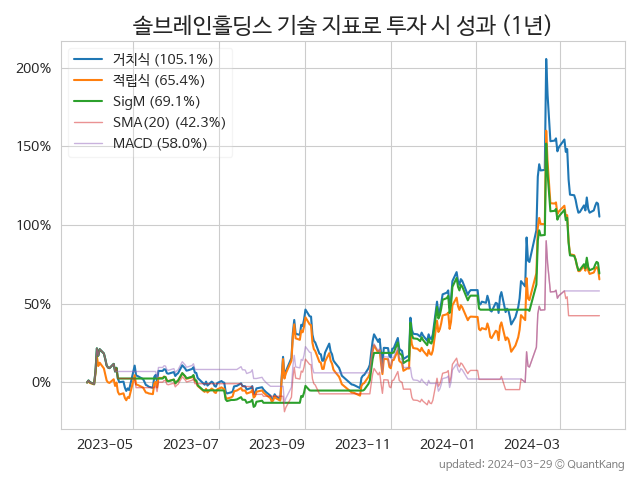 솔브레인홀딩스 기술 지표로 투자 시 성과 (1년)
거치식 (105.1%)
적립식 (65.4%)
SigM (69.1%)
SMA(20) (42.3%)
MACD (58.0%)
200%
150%
100%
50%
0%
2023-05 2023-07 2023-09 2023-11 2024-01 2024-03
updated: 2024-03-29 © QuantKang